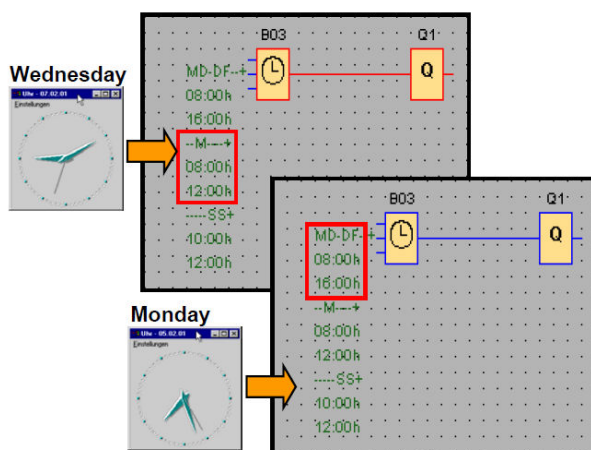 B03 Q1
Wednesday
Uhr - 07.02.01
Einstellungen
MD-DF--+
Q
08:00h
16:00h
--M----+
08:00h
12:00h
-----SS+
10:00h
12:00h
B03 Q1
MD-DF--+
Q
08:00h
16:00h
--M----+
08:00h
12:00h
-----SS+
10:00h
12:00h
Monday
Uhr - 05.02.01
Einstellungen